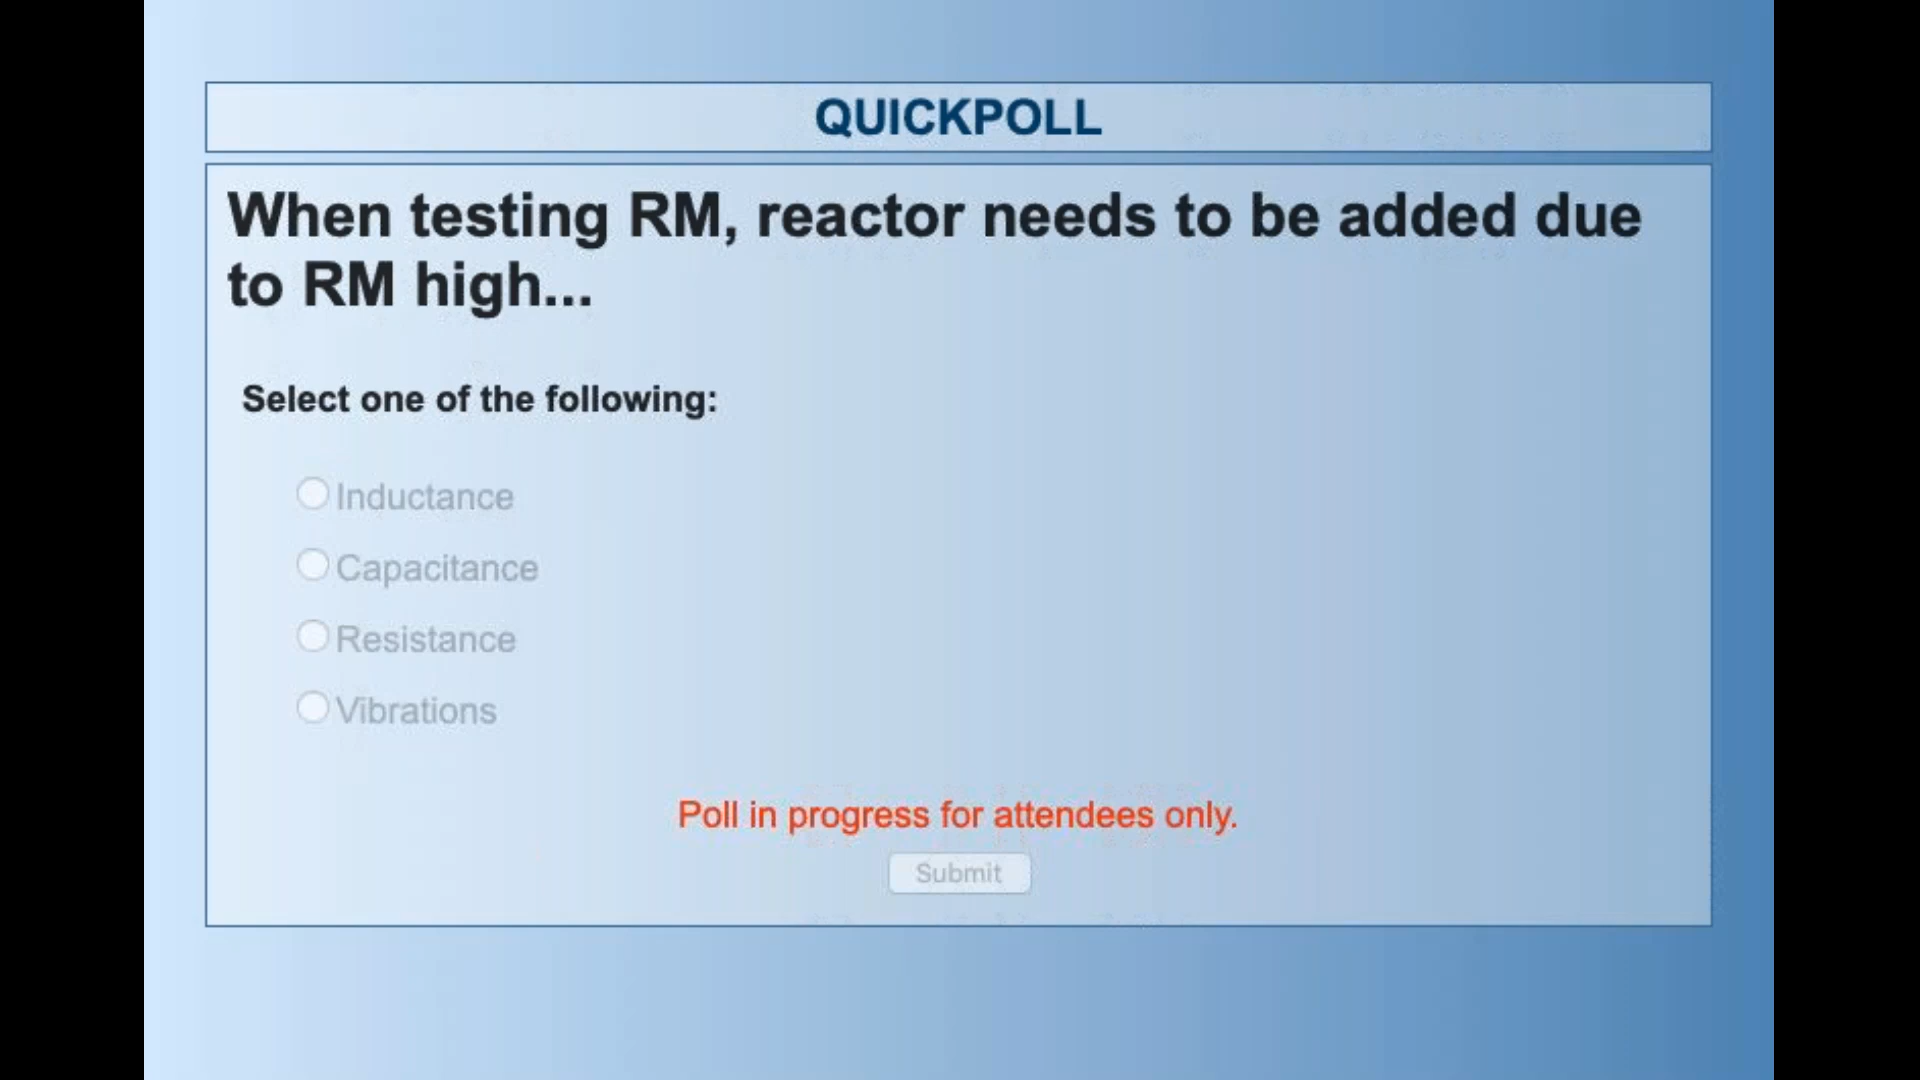 QUICKPOLL
When testing RM, reactor needs to be added due
to RM high...
Select one of the following:
Inductance
Capacitance
Resistance
Vibrations
Poll in progress for attendees only.
Submit